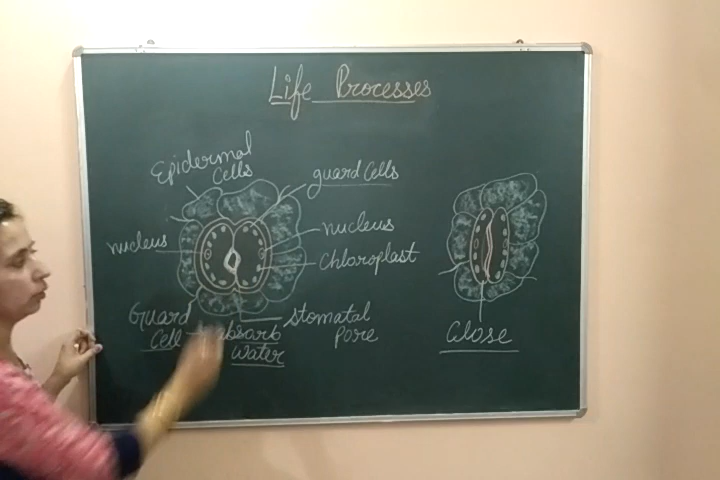 Life Processes
Epidermal
Cells
guard Cells
nucleus
nucleus
Chloroplast
Guard
Cell
absorb
water
Stomatal
Pore
Close